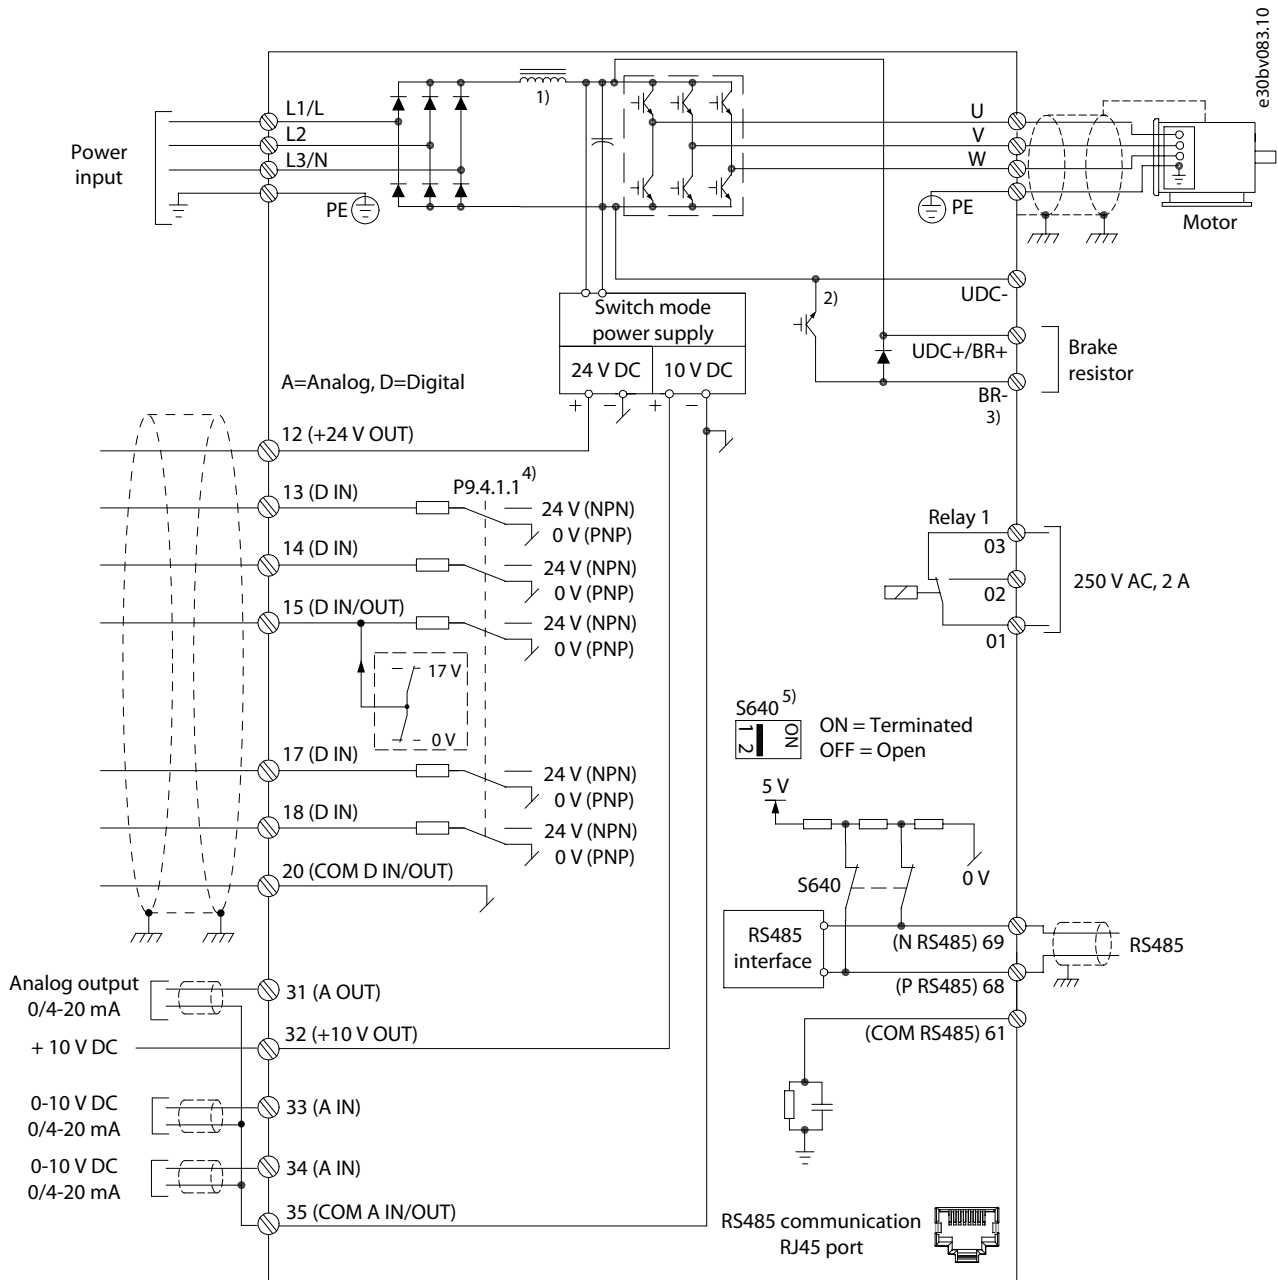 e30bv083.10
Power
input
L1/L
L2
L3/N
PE
1)
U
V
W
PE
Motor
UDC-
2)
UDC+/BR+
BR-
3)
Brake
resistor
Switch mode
power supply
24 V DC
10 V DC
+
−
+
−
A=Analog, D=Digital
12 (+24 V OUT)
13 (D IN)
P9.4.1.1 4)
24 V (NPN)
0 V (PNP)
14 (D IN)
24 V (NPN)
0 V (PNP)
15 (D IN/OUT)
24 V (NPN)
0 V (PNP)
17 V
0 V
17 (D IN)
24 V (NPN)
0 V (PNP)
18 (D IN)
24 V (NPN)
0 V (PNP)
20 (COM D IN/OUT)
Relay 1
03
02
01
250 V AC, 2 A
S640 5)
1 2
ON
ON = Terminated
OFF = Open
5 V
0 V
S640
RS485
interface
(N RS485) 69
(P RS485) 68
RS485
(COM RS485) 61
Analog output
0/4-20 mA
31 (A OUT)
+ 10 V DC
32 (+10 V OUT)
0-10 V DC
0/4-20 mA
33 (A IN)
0-10 V DC
0/4-20 mA
34 (A IN)
35 (COM A IN/OUT)
RS485 communication
RJ45 port